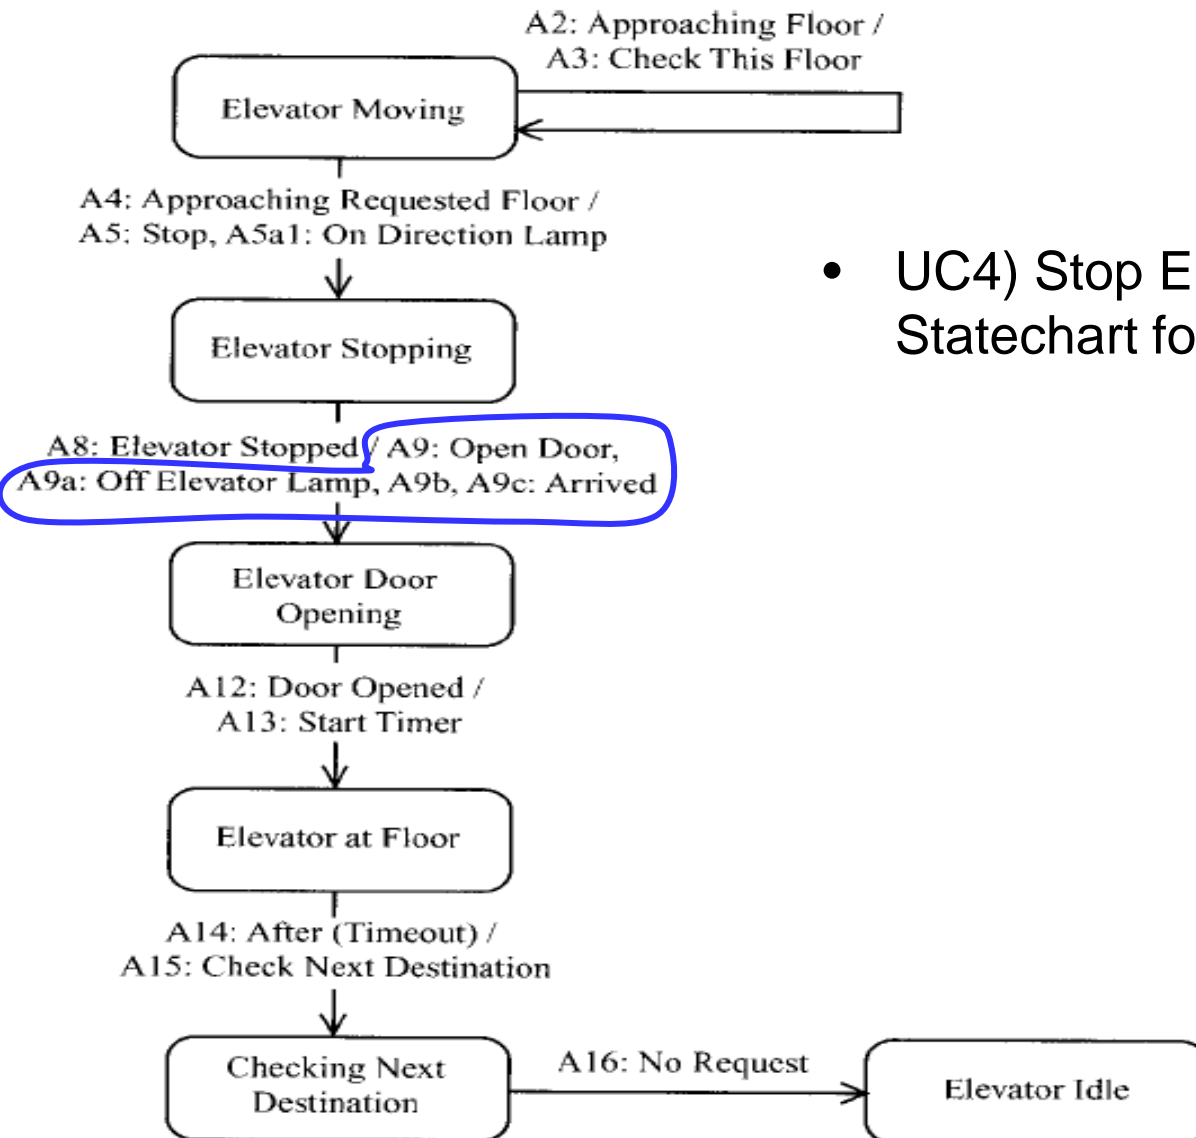 A2: Approaching Floor /
A3: Check This Floor
Elevator Moving
A4: Approaching Requested Floor /
A5: Stop, A5a1: On Direction Lamp
• UC4) Stop E
Statechart fo
Elevator Stopping
A8: Elevator Stopped / A9: Open Door,
A9a: Off Elevator Lamp, A9b, A9c: Arrived
Elevator Door
Opening
A12: Door Opened /
A13: Start Timer
Elevator at Floor
A14: After (Timeout) /
A15: Check Next Destination
Checking Next
Destination
A16: No Request
Elevator Idle